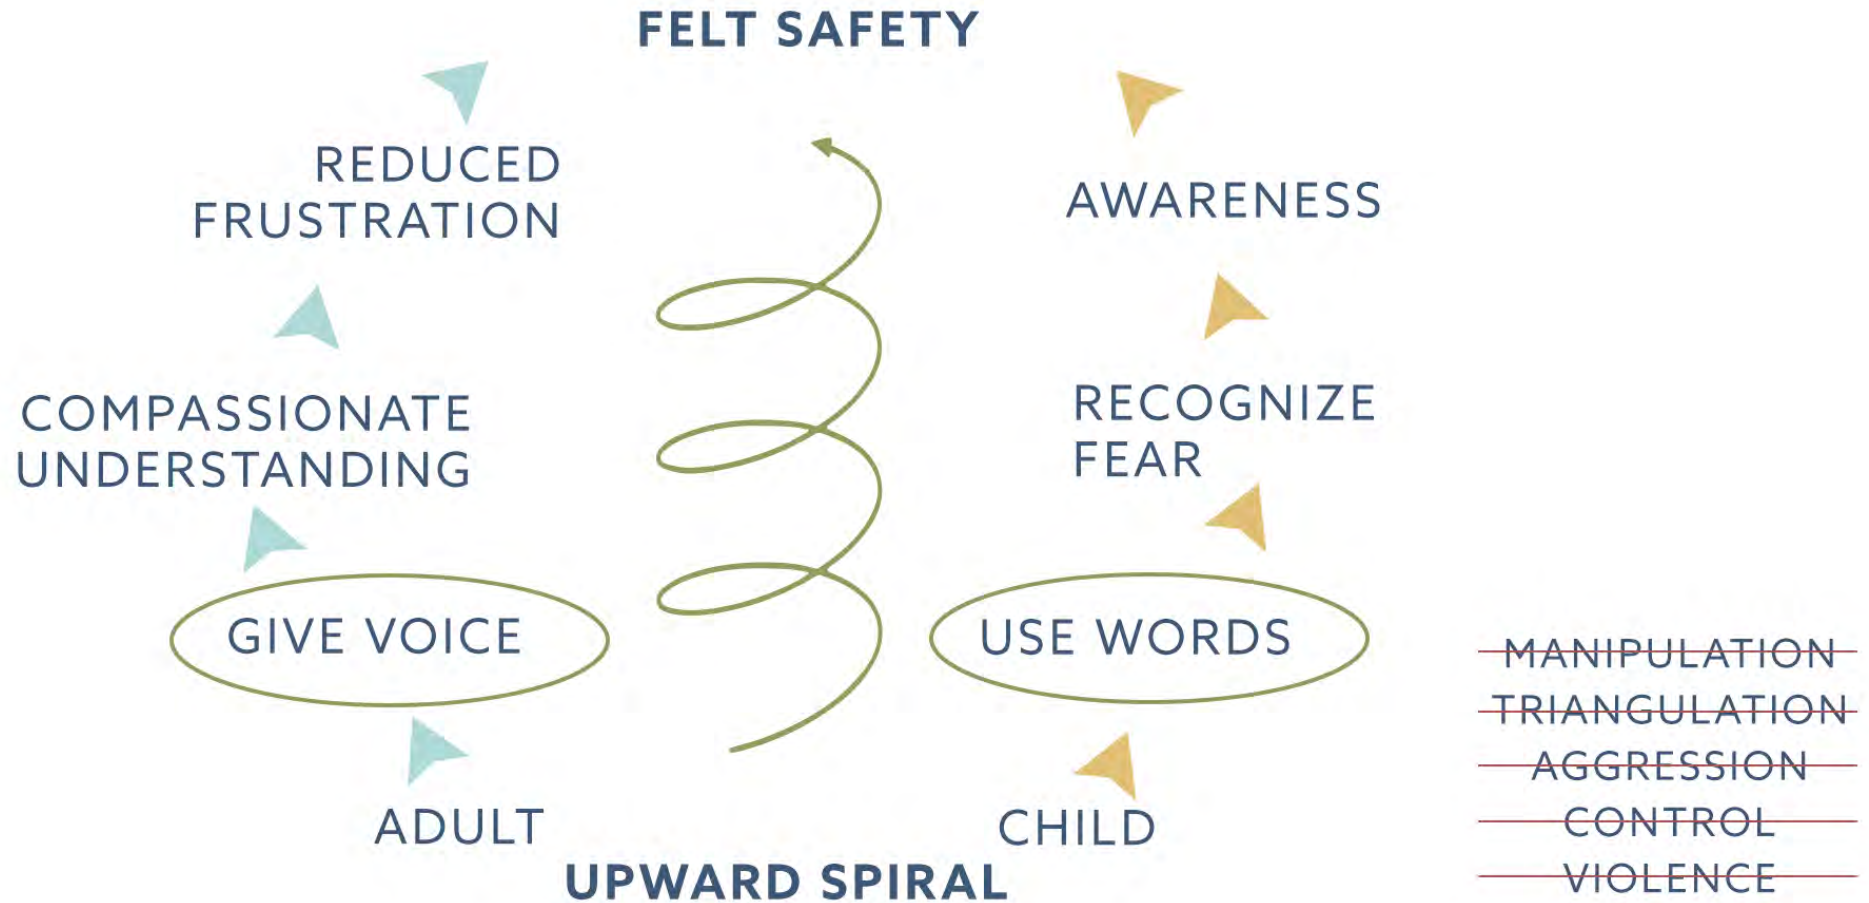 FELT SAFETY
REDUCED
FRUSTRATION
AWARENESS
COMPASSIONATE
UNDERSTANDING
RECOGNIZE
FEAR
GIVE VOICE
USE WORDS
MANIPULATION
TRIANGULATION
AGGRESSION
CONTROL
VIOLENCE
ADULT
CHILD
UPWARD SPIRAL